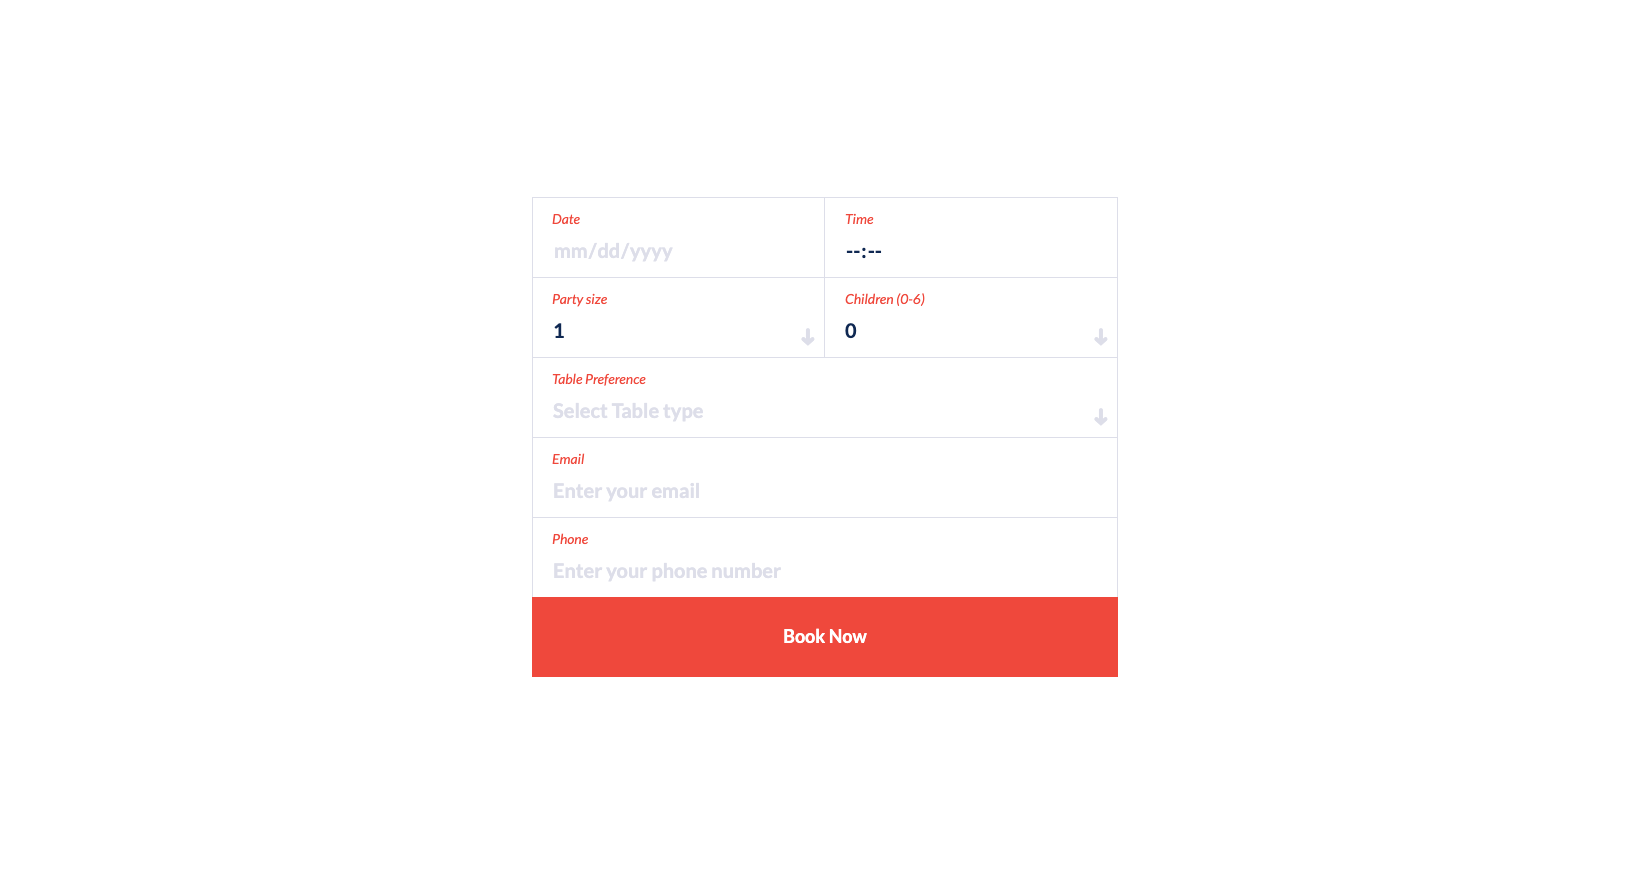 Date
Time
mm/dd/yyyy
--:--
Party size
Children (0-6)
1
0
Table Preference
Select Table type
Email
Enter your email
Phone
Enter your phone number
Book Now